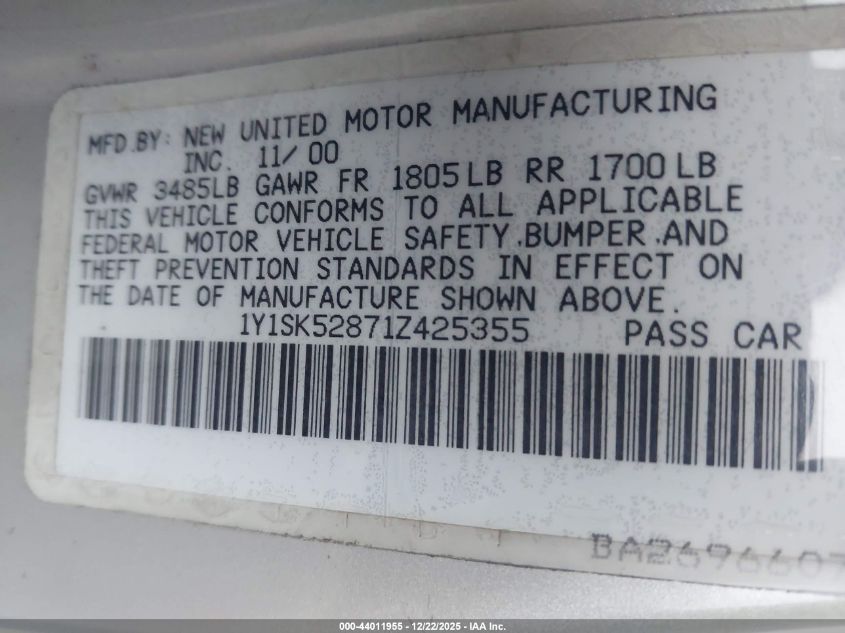 MFD.BY: NEW UNITED MOTOR MANUFACTURING
INC. 11/00
GVWR 3485LB GAWR FR 1805LB RR 1700LB
THIS VEHICLE CONFORMS TO ALL APPLICABLE
FEDERAL MOTOR VEHICLE SAFETY,BUMPER,AND
THEFT PREVENTION STANDARDS IN EFFECT ON
THE DATE OF MANUFACTURE SHOWN ABOVE.
1Y1SK52871Z425355 PASS CAR
000-44011955 - 12/22/2025 - IAA Inc.